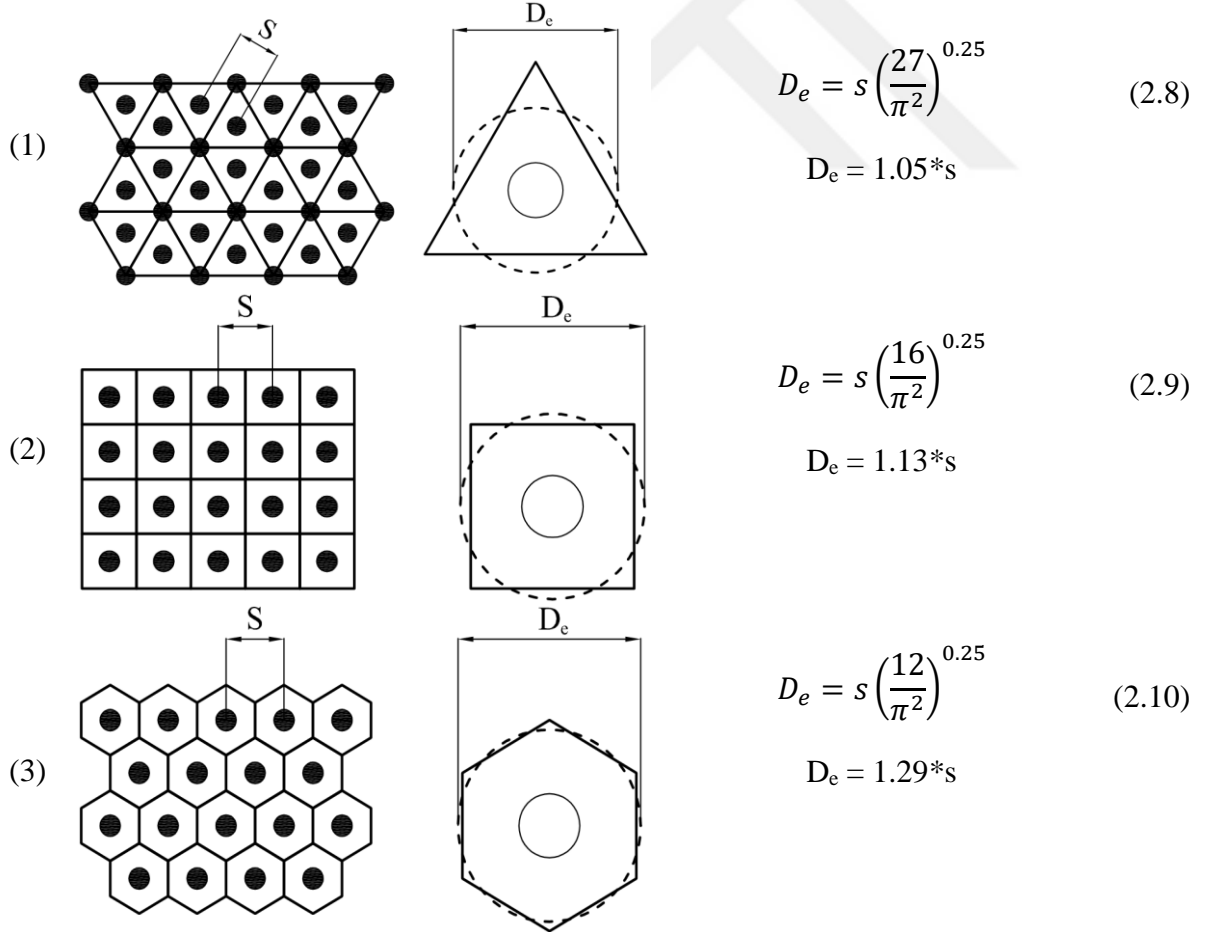 S
Dₑ
(1)
Dₑ = s (27/π²)^0.25
(2.8)
Dₑ = 1.05*s
S
Dₑ
(2)
Dₑ = s (16/π²)^0.25
(2.9)
Dₑ = 1.13*s
S
Dₑ
(3)
Dₑ = s (12/π²)^0.25
(2.10)
Dₑ = 1.29*s